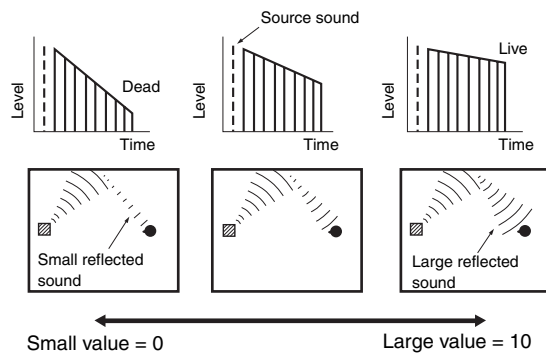 Source sound
Level
Dead
Time
Level
Time
Level
Live
Time
Small reflected
sound
Large reflected
sound
Small value = 0
Large value = 10